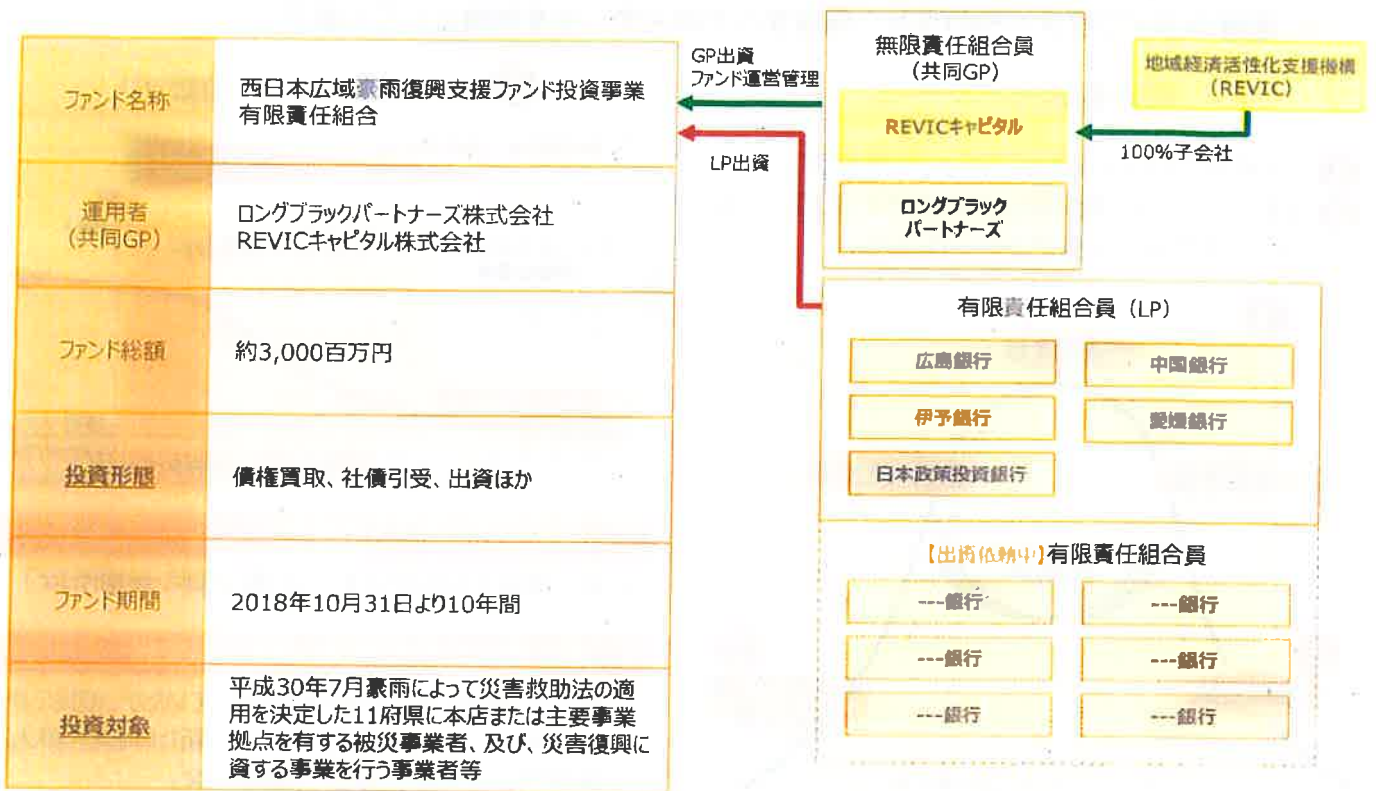 ファンド名称
西日本広域豪雨復興支援ファンド投資事業
有限責任組合
運用者
(共同GP)
ロングブラックパートナーズ株式会社
REVICキャピタル株式会社
ファンド総額
約3,000百万円
投資形態
債権買取、社債引受、出資ほか
ファンド期間
2018年10月31日より10年間
投資対象
平成30年7月豪雨によって災害救助法の適
用を決定した11府県に本店または主要事業
拠点を有する被災事業者、及び、災害復興に
資する事業を行う事業者等
GP出資
ファンド運営管理
LP出資
無限責任組合員
(共同GP)
REVICキャピタル
ロングブラック
パートナーズ
地域経済活性化支援機構
(REVIC)
100%子会社
有限責任組合員 (LP)
広島銀行
中国銀行
伊予銀行
愛媛銀行
日本政策投資銀行
【出資依頼中】有限責任組合員
---銀行
---銀行
---銀行
---銀行
---銀行
---銀行